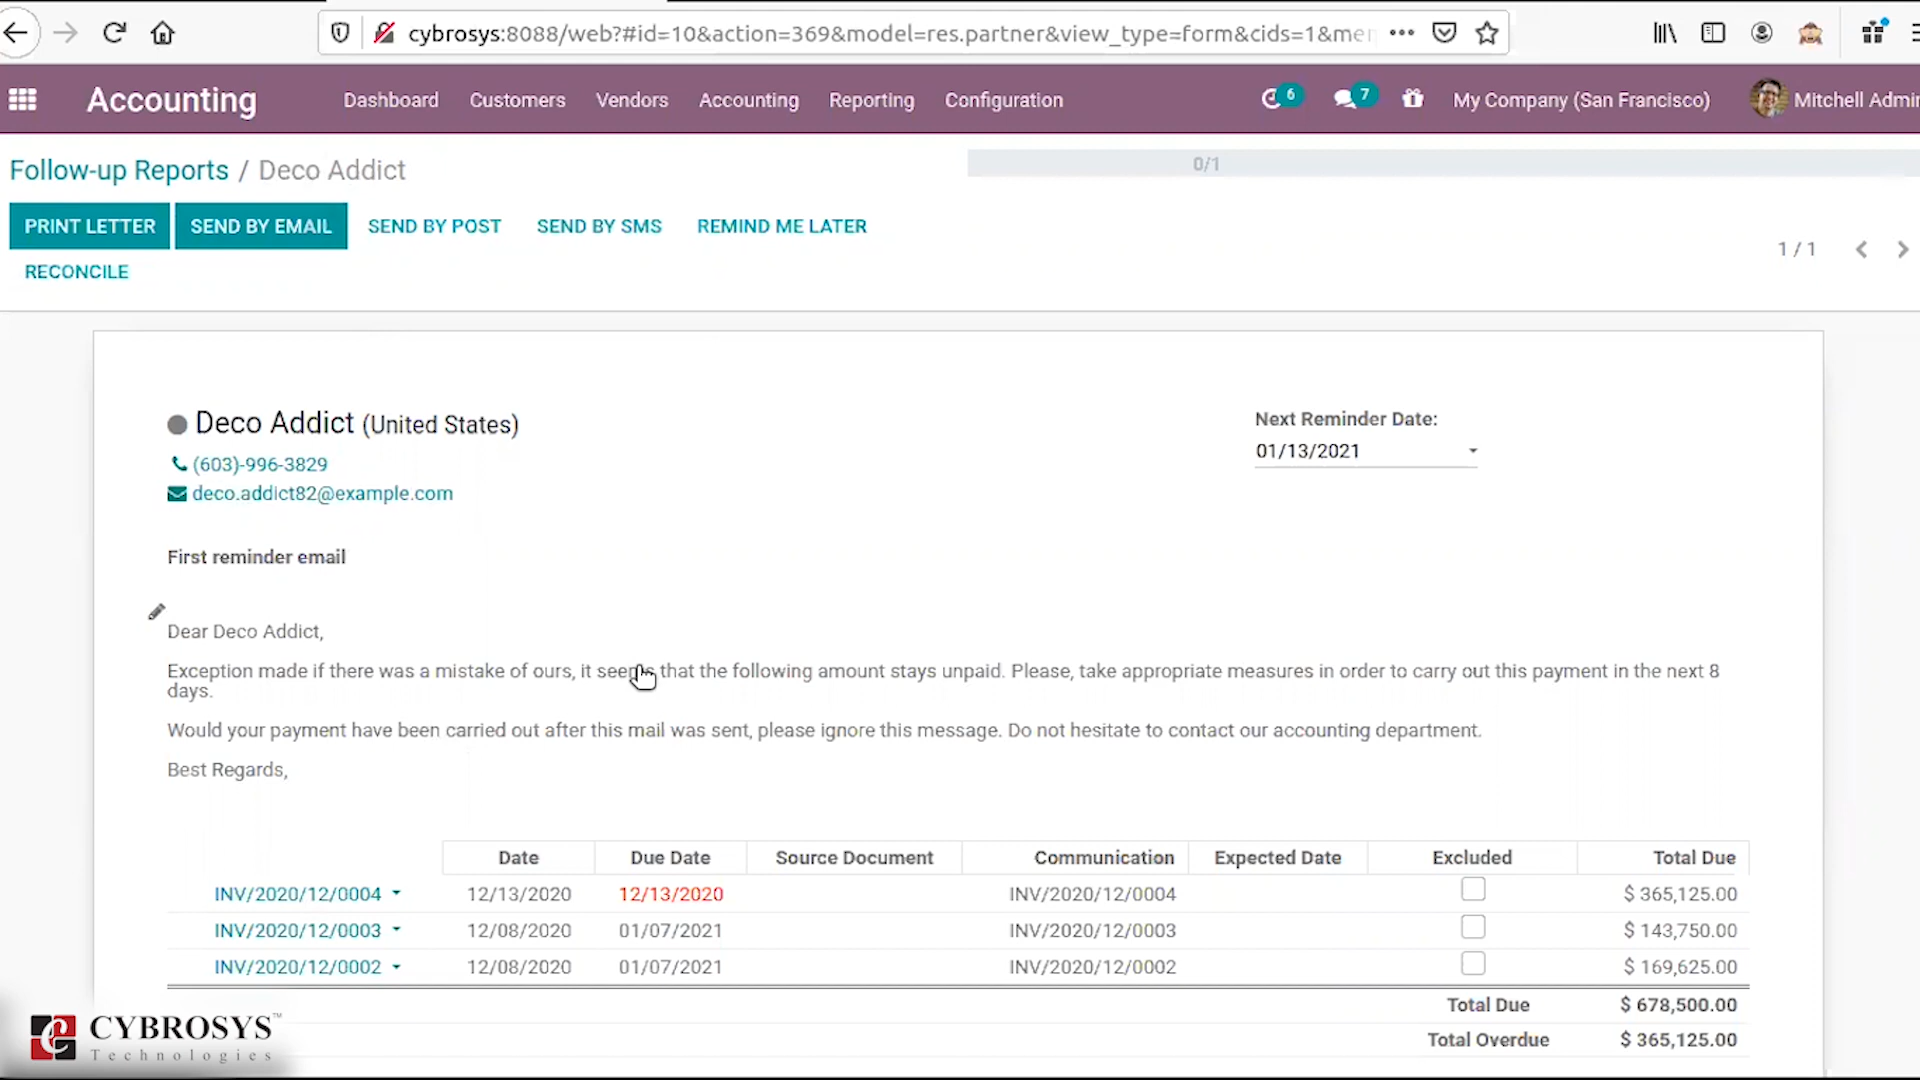 cybrosys:8088/web?#id=10&action=369&model=res.partner&view_type=form&cids=1&mer
Accounting Dashboard Customers Vendors Accounting Reporting Configuration 6 7 My Company (San Francisco) Mitchell Admin
Follow-up Reports / Deco Addict 0/1
PRINT LETTER SEND BY EMAIL SEND BY POST SEND BY SMS REMIND ME LATER
1 / 1
RECONCILE
Deco Addict (United States)
Next Reminder Date:
01/13/2021
(603)-996-3829
deco.addict82@example.com
First reminder email
Dear Deco Addict,
Exception made if there was a mistake of ours, it seems that the following amount stays unpaid. Please, take appropriate measures in order to carry out this payment in the next 8
days.
Would your payment have been carried out after this mail was sent, please ignore this message. Do not hesitate to contact our accounting department.
Best Regards,
Date Due Date Source Document Communication Expected Date Excluded Total Due
INV/2020/12/0004 12/13/2020 12/13/2020 INV/2020/12/0004 $ 365,125.00
INV/2020/12/0003 12/08/2020 01/07/2021 INV/2020/12/0003 $ 143,750.00
INV/2020/12/0002 12/08/2020 01/07/2021 INV/2020/12/0002 $ 169,625.00
Total Due $ 678,500.00
Total Overdue $ 365,125.00
CYBROSYS™
Technologies